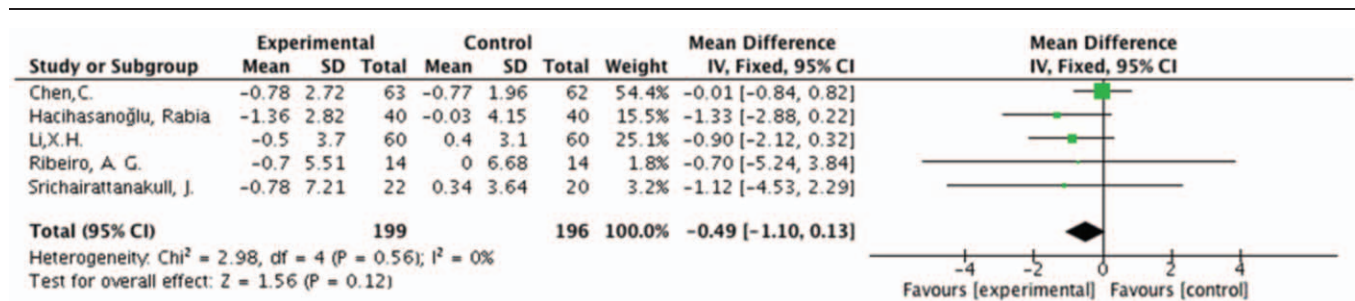 Experimental Control Mean Difference Mean Difference
Study or Subgroup Mean SD Total Mean SD Total Weight IV, Fixed, 95% CI IV, Fixed, 95% CI
Chen,C. -0.78 2.72 63 -0.77 1.96 62 54.4% -0.01 [-0.84, 0.82]
Hacihasanoğlu, Rabia -1.36 2.82 40 -0.03 4.15 40 15.5% -1.33 [-2.88, 0.22]
Li,X.H. -0.5 3.7 60 0.4 3.1 60 25.1% -0.90 [-2.12, 0.32]
Ribeiro, A. G. -0.7 5.51 14 0 6.68 14 1.8% -0.70 [-5.24, 3.84]
Srichairattanakull, J. -0.78 7.21 22 0.34 3.64 20 3.2% -1.12 [-4.53, 2.29]
Total (95% CI) 199 196 100.0% -0.49 [-1.10, 0.13]
Heterogeneity: Chi² = 2.98, df = 4 (P = 0.56); I² = 0%
Test for overall effect: Z = 1.56 (P = 0.12)
-4 -2 0 2 4
Favours [experimental] Favours [control]